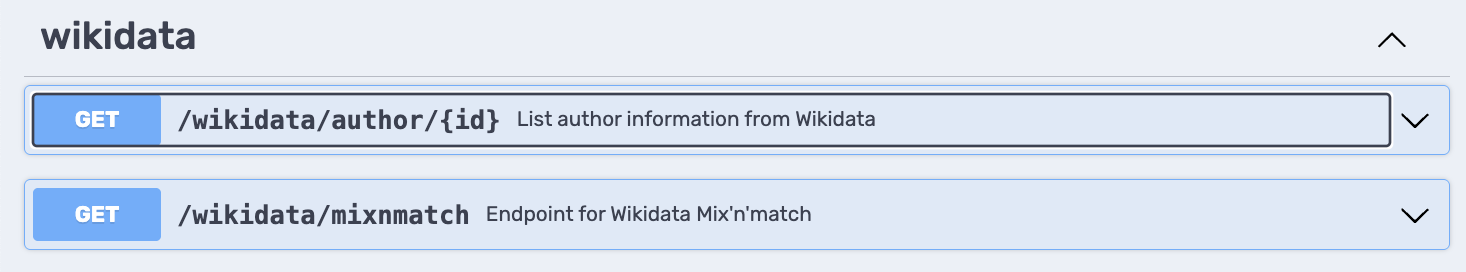 wikidata
GET /wikidata/author/{id} List author information from Wikidata
GET /wikidata/mixnmatch Endpoint for Wikidata Mix'n'match